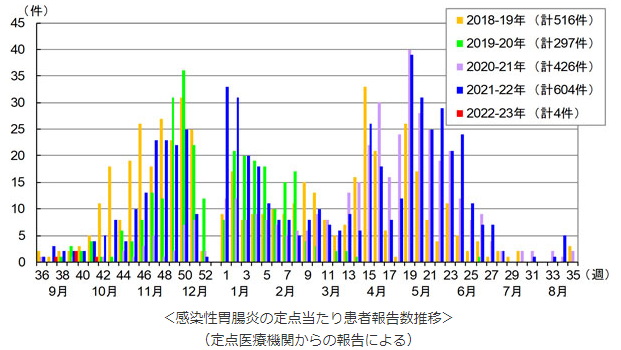 (件)
45
40
35
30
25
20
15
10
5
0
2018-19年（計516件）
2019-20年（計297件）
2020-21年（計426件）
2021-22年（計604件）
2022-23年（計4件）
36 38 40 42 44 46 48 50 52 1 3 5 7 9 11 13 15 17 19 21 23 25 27 29 31 33 35（週）
9月 10月 11月 12月 1月 2月 3月 4月 5月 6月 7月 8月
＜感染性胃腸炎の定点当たり患者報告数推移＞
（定点医療機関からの報告による）